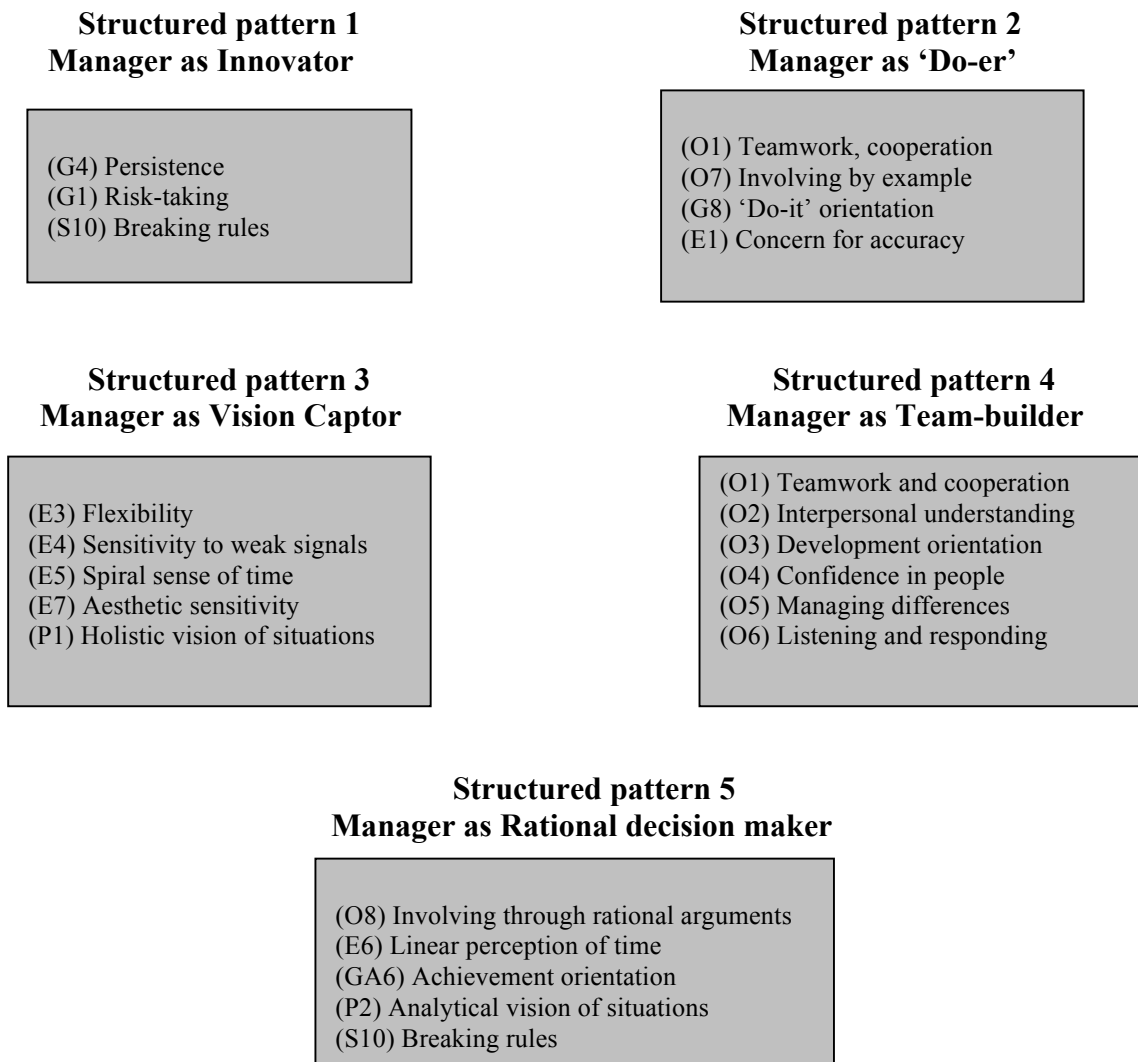 Structured pattern 1
Manager as Innovator
(G4) Persistence
(G1) Risk-taking
(S10) Breaking rules
Structured pattern 2
Manager as ‘Do-er’
(O1) Teamwork, cooperation
(O7) Involving by example
(G8) ‘Do-it’ orientation
(E1) Concern for accuracy
Structured pattern 3
Manager as Vision Captor
(E3) Flexibility
(E4) Sensitivity to weak signals
(E5) Spiral sense of time
(E7) Aesthetic sensitivity
(P1) Holistic vision of situations
Structured pattern 4
Manager as Team-builder
(O1) Teamwork and cooperation
(O2) Interpersonal understanding
(O3) Development orientation
(O4) Confidence in people
(O5) Managing differences
(O6) Listening and responding
Structured pattern 5
Manager as Rational decision maker
(O8) Involving through rational arguments
(E6) Linear perception of time
(GA6) Achievement orientation
(P2) Analytical vision of situations
(S10) Breaking rules